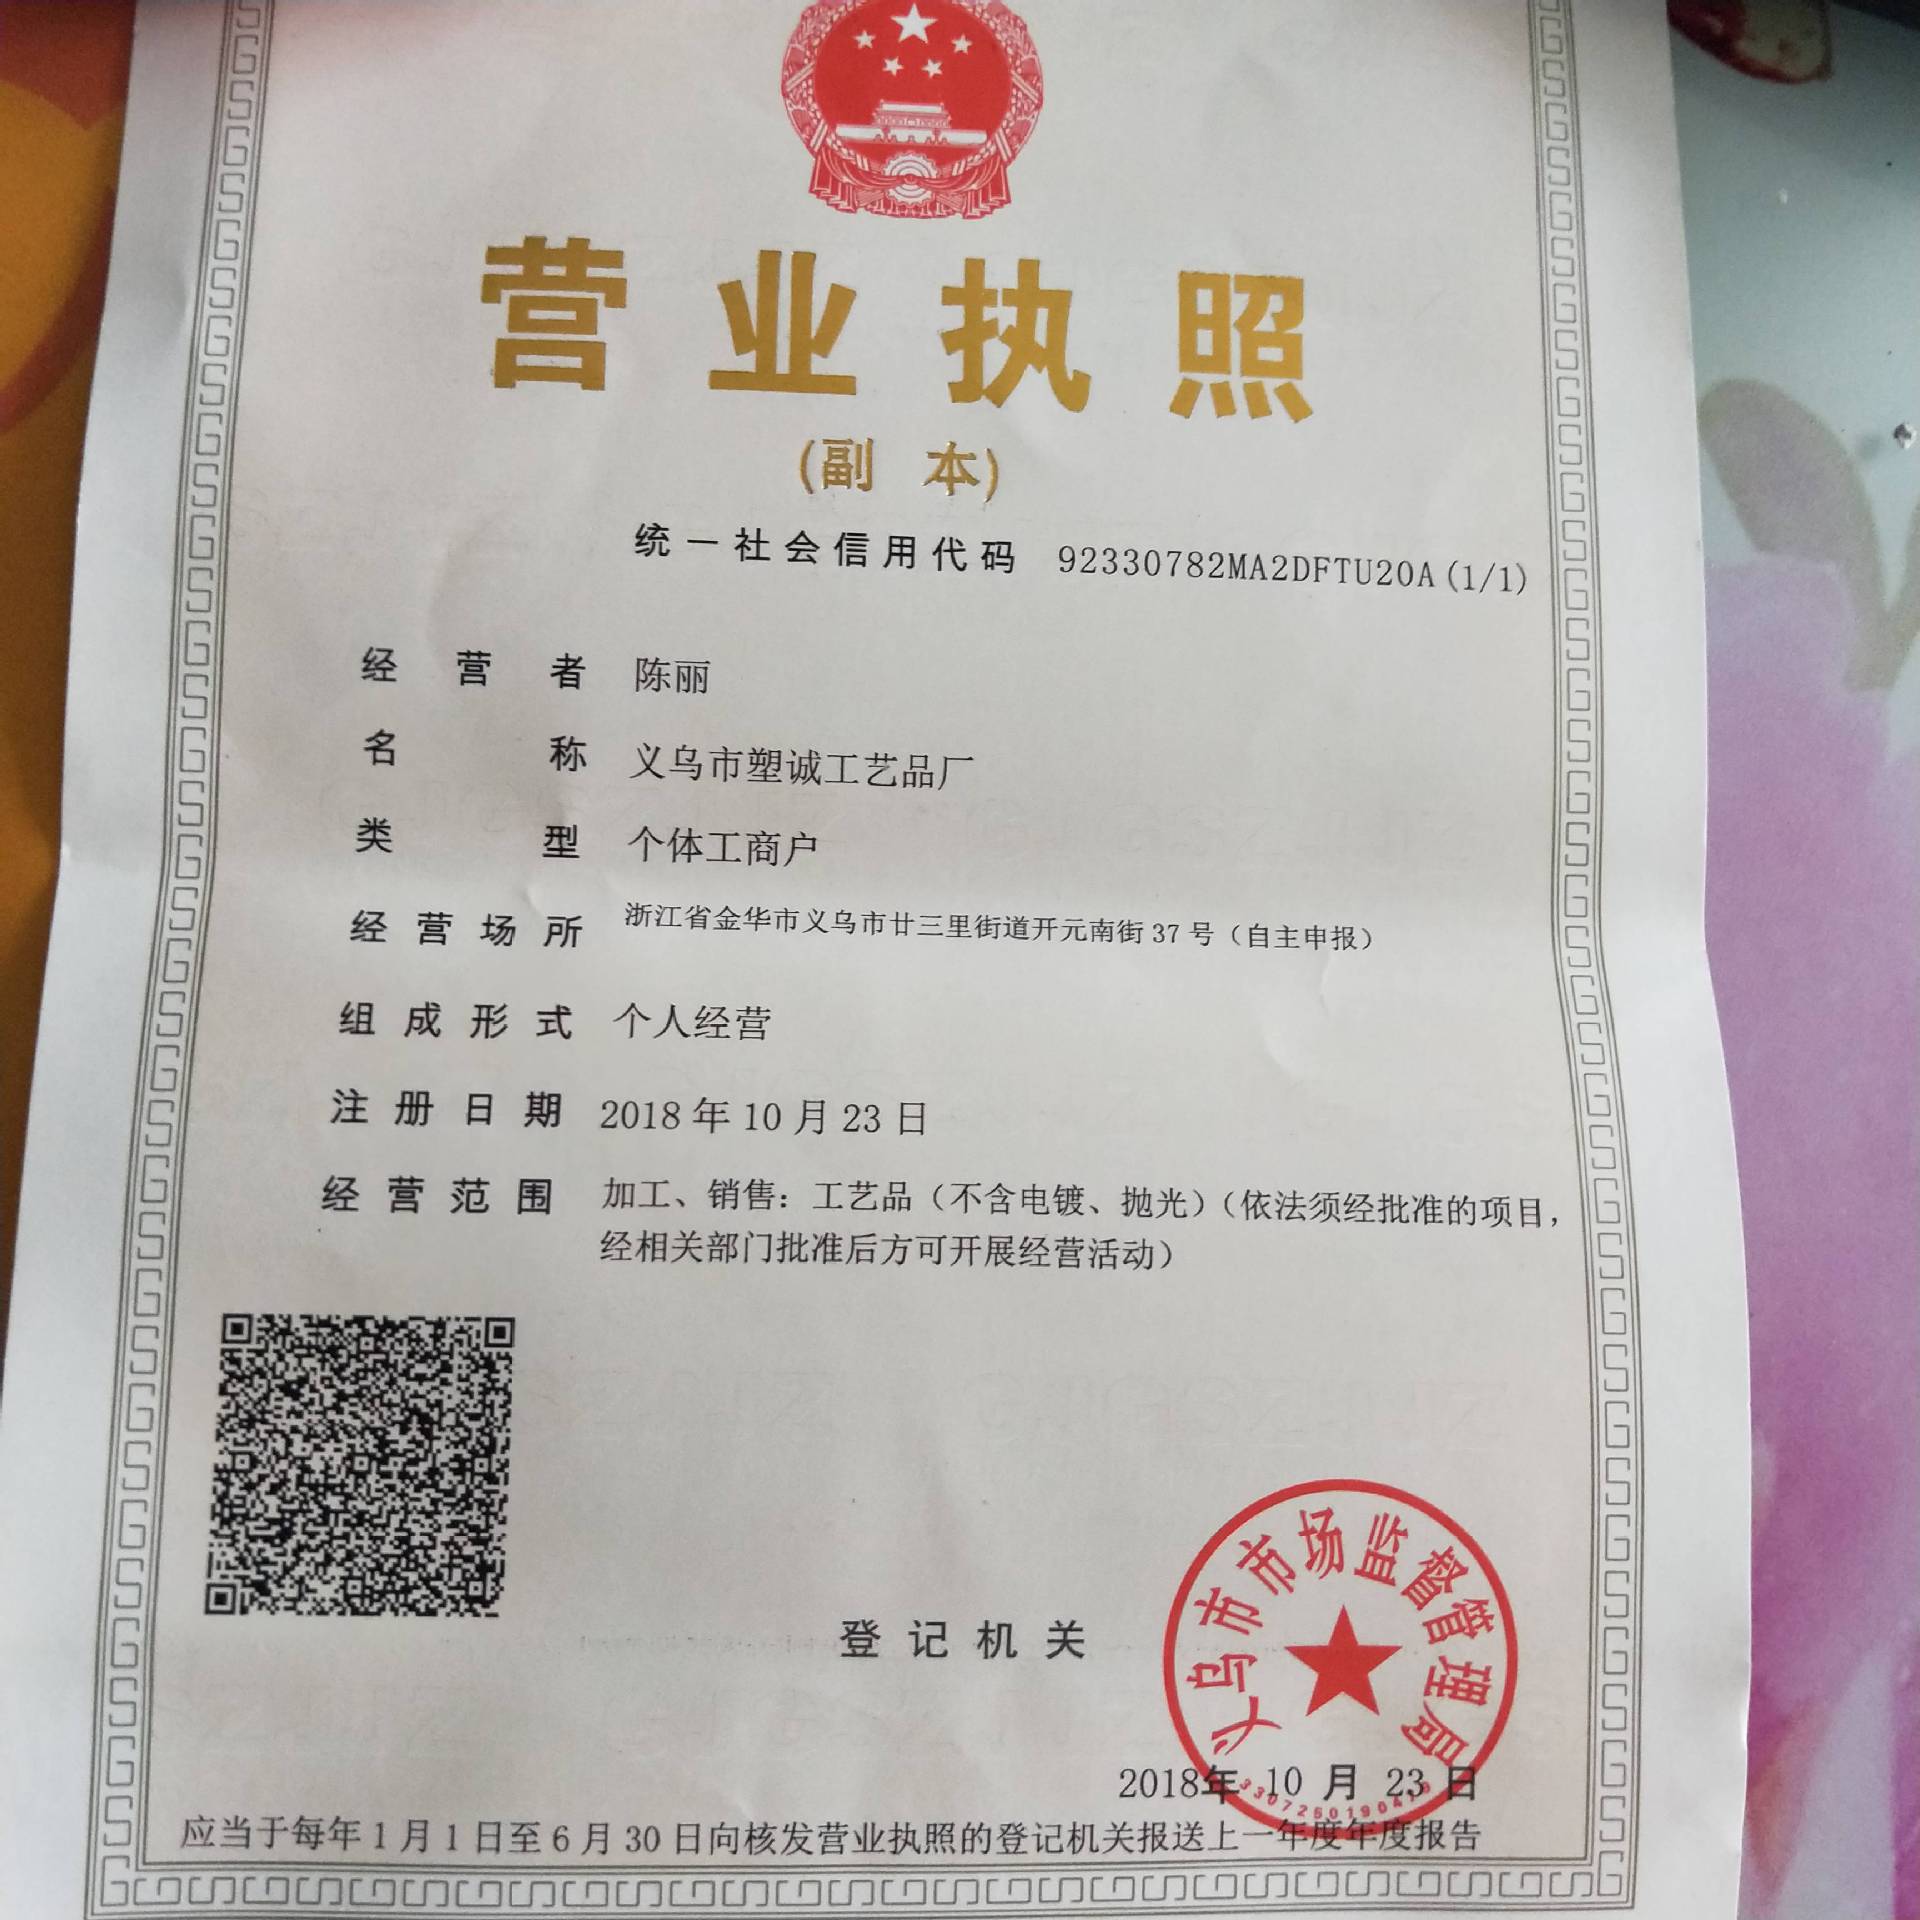 营业执照
(副 本)
统一社会信用代码 92330782MA2DFTU20A(1/1)
经营者 陈丽
名称 义乌市塑诚工艺品厂
类型 个体工商户
经营场所 浙江省金华市义乌市廿三里街道开元南街37号（自主申报）
组成形式 个人经营
注册日期 2018年10月23日
经营范围 加工、销售：工艺品（不含电镀、抛光）（依法须经批准的项目，
经相关部门批准后方可开展经营活动）
登记机关
义乌市市场监督管理局
2018年 10 月 23 日
应当于每年1月1日至6月30日向核发营业执照的登记机关报送上一年度年度报告